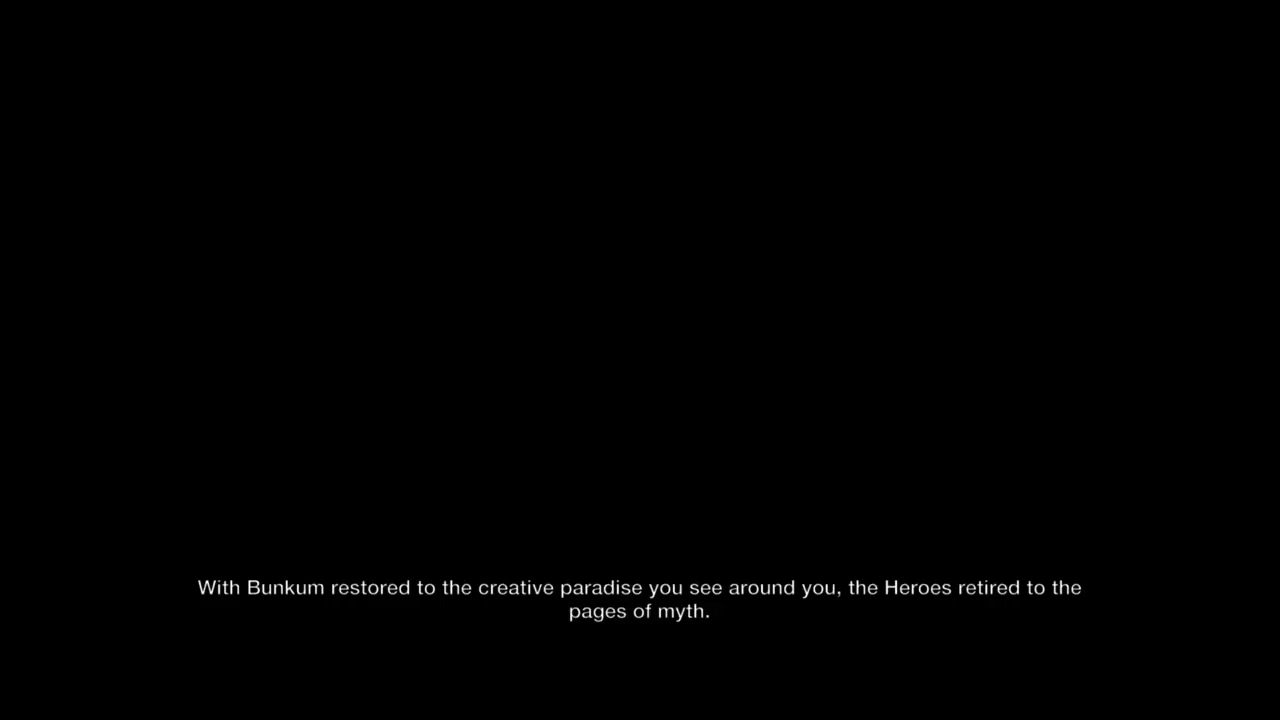 With Bunkum restored to the creative paradise you see around you, the Heroes retired to the
pages of myth.